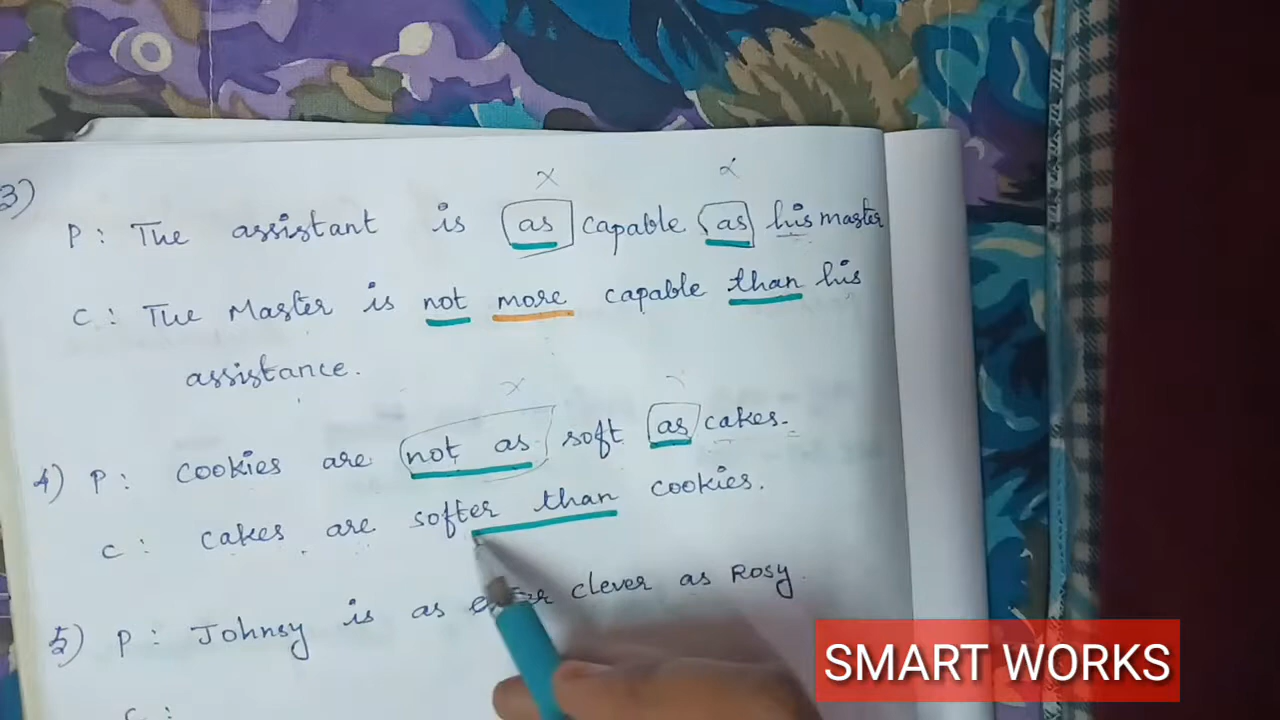 3)
P: The assistant is as capable as his master
C: The Master is not more capable than his
assistance.
4) P: Cookies are not as soft as cakes.
C: Cakes are softer than cookies.
5) P: Johnsy is as clever as Rosy.
C:
SMART WORKS